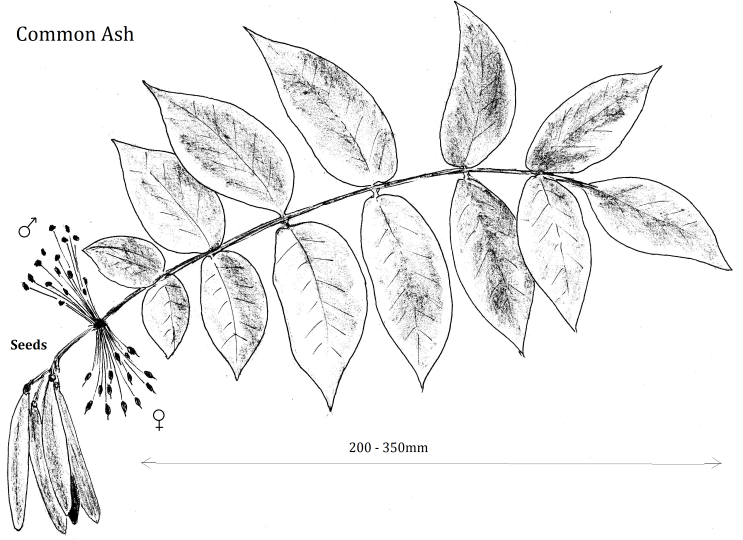 Common Ash
♂
Seeds
♀
200 - 350mm